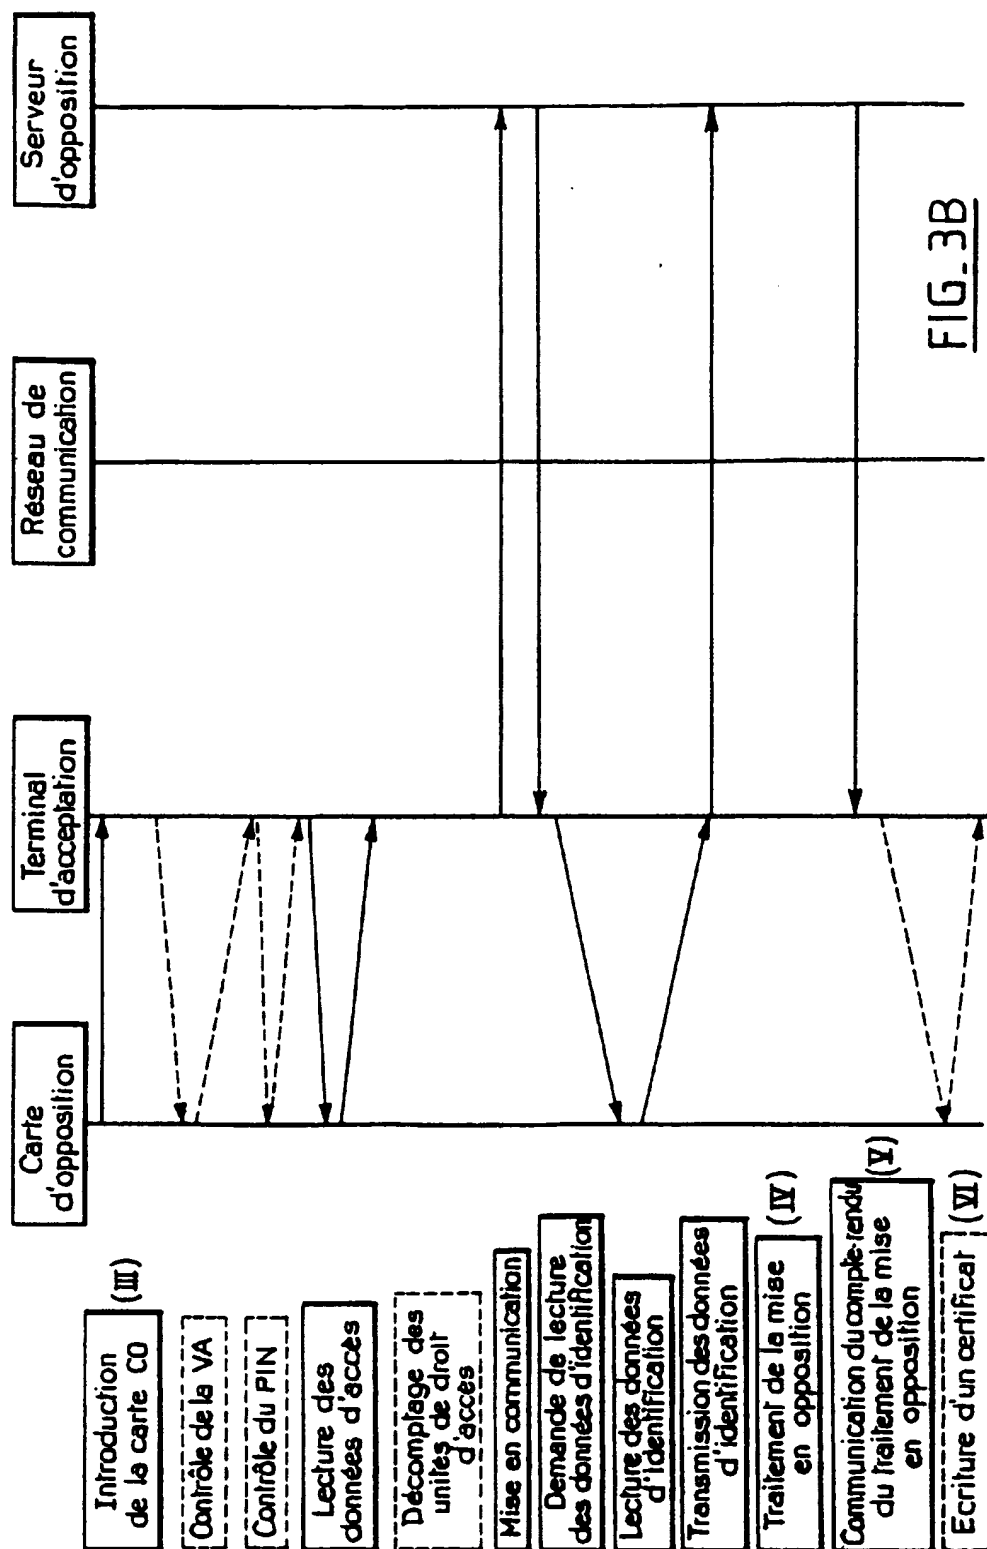 Carte
d'opposition
Terminal
d'acceptation
Réseau de
communication
Serveur
d'opposition
Introduction
de la carte CO
(III)
Contrôle de la VA
Contrôle du PIN
Lecture des
données d'accès
Décomptage des
unités de droit
d'accès
Mise en communication
Demande de lecture
des données d'identification
Lecture des données
d'identification
Transmission des données
d'identification
Traitement de la mise
en opposition
(IV)
Communication du compte-rendu
du traitement de la mise
en opposition
(V)
Ecriture d'un certificat
(VI)
FIG_3B